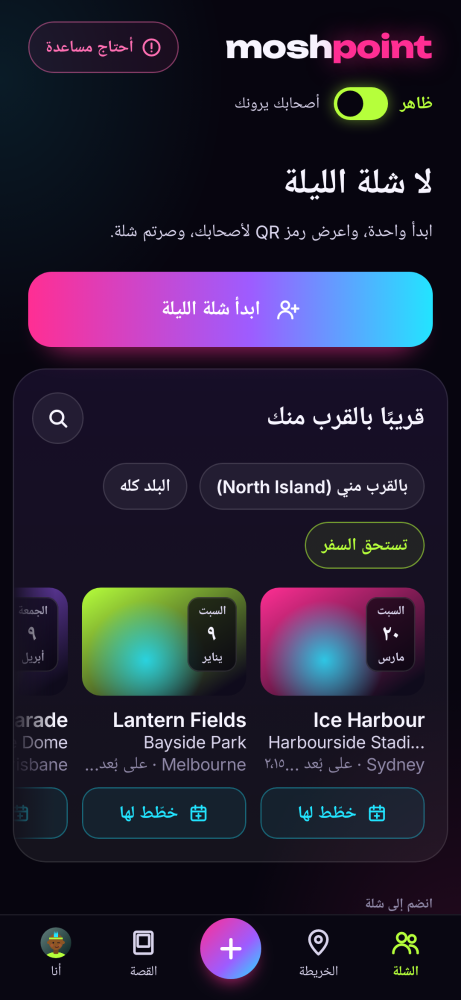 moshpoint
أحتاج مساعدة
ظاهر
أصحابك يرونك
لا شلة الليلة
ابدأ واحدة، واعرض رمز QR لأصحابك، وصرتم شلة.
ابدأ شلة الليلة
قريبًا بالقرب منك
بالقرب مني (North Island)
البلد كله
تستحق السفر
السبت
٢٠
مارس
Ice Harbour
Harbourside Stadi...
Sydney · على بُعد ٢٬١٥...
خطّط لها
السبت
٩
يناير
Lantern Fields
Bayside Park
Melbourne · على بُعد...
خطّط لها
الجمعة
٩
أبريل
arade
Dome
isbane
انضم إلى شلة
الشلة
الخريطة
القصة
أنا